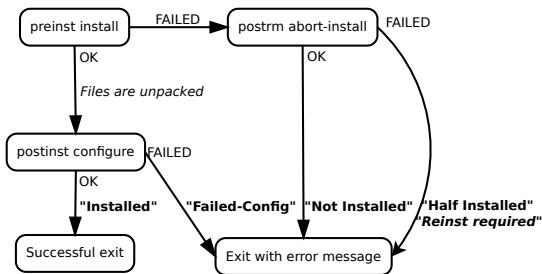 preinst install
FAILED
postrm abort-install
FAILED
OK
OK
Files are unpacked
postinst configure
FAILED
OK
"Installed"
"Failed-Config"
"Not Installed"
"Half Installed"
"Reinst required"
Successful exit
Exit with error message